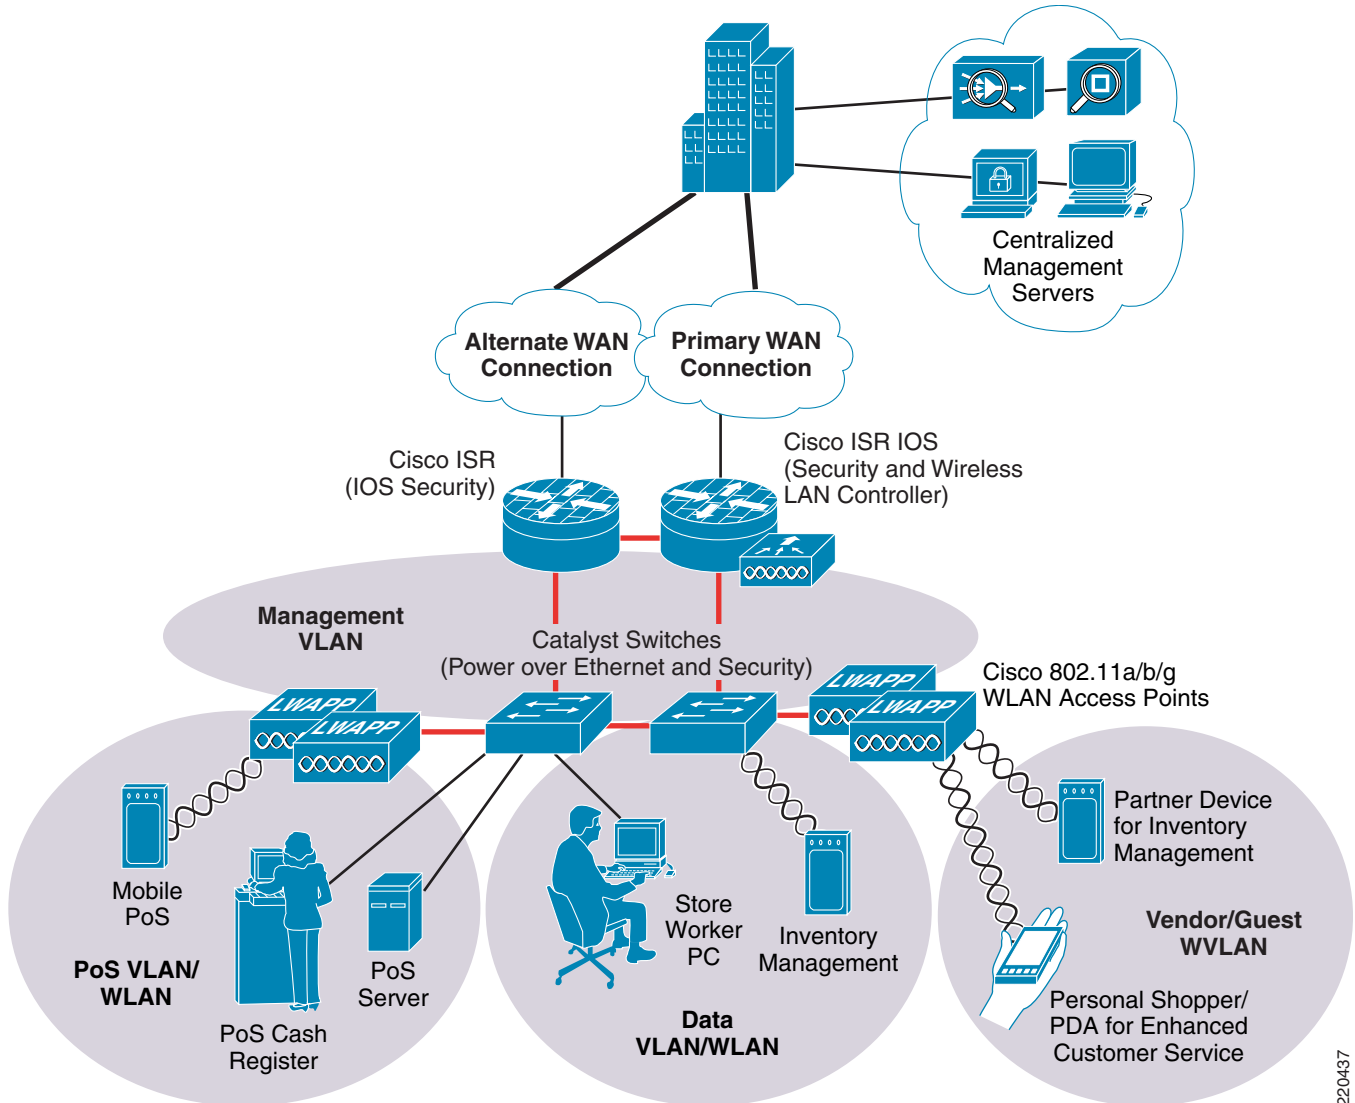 Centralized
Management
Servers
Alternate WAN
Connection
Primary WAN
Connection
Cisco ISR
(IOS Security)
Cisco ISR IOS
(Security and Wireless
LAN Controller)
Management
VLAN
Catalyst Switches
(Power over Ethernet and Security)
LWAPP
LWAPP
LWAPP
LWAPP
Cisco 802.11a/b/g
WLAN Access Points
Mobile
PoS
PoS VLAN/
WLAN
PoS Cash
Register
PoS
Server
Store
Worker
PC
Inventory
Management
Data
VLAN/WLAN
Partner Device
for Inventory
Management
Vendor/Guest
WVLAN
Personal Shopper/
PDA for Enhanced
Customer Service
220437